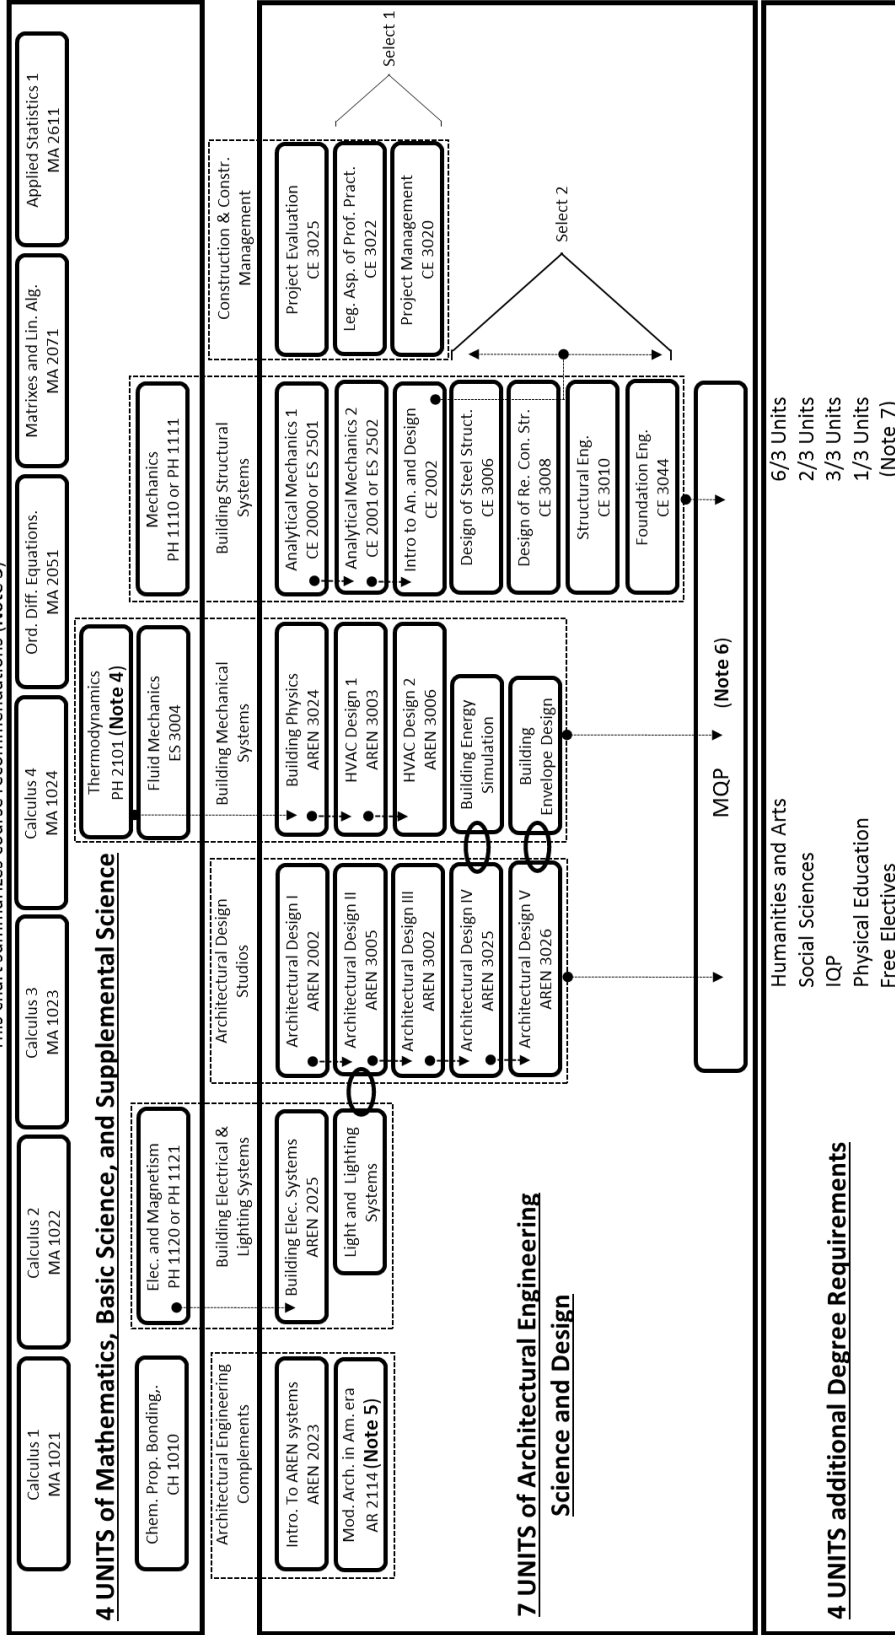 Calculus 1
MA 1021
Calculus 2
MA 1022
Calculus 3
MA 1023
Calculus 4
MA 1024
Ord. Diff. Equations.
MA 2051
Matrixes and Lin. Alg.
MA 2071
Applied Statistics 1
MA 2611
4 UNITS of Mathematics, Basic Science, and Supplemental Science
Thermodynamics
PH 2101 (Note 4)
Chem. Prop. Bonding,.
CH 1010
Elec. and Magnetism
PH 1120 or PH 1121
Fluid Mechanics
ES 3004
Mechanics
PH 1110 or PH 1111
Architectural Engineering
Complements
Building Electrical &
Lighting Systems
Architectural Design
Studios
Building Mechanical
Systems
Building Structural
Systems
Construction & Constr.
Management
Intro. To AREN systems
AREN 2023
Mod. Arch. in Am. era
AR 2114 (Note 5)
Building Elec. Systems
AREN 2025
Light and Lighting
Systems
Architectural Design I
AREN 2002
Architectural Design II
AREN 3005
Architectural Design III
AREN 3002
Architectural Design IV
AREN 3025
Architectural Design V
AREN 3026
Building Physics
AREN 3024
HVAC Design 1
AREN 3003
HVAC Design 2
AREN 3006
Building Energy
Simulation
Building
Envelope Design
Analytical Mechanics 1
CE 2000 or ES 2501
Analytical Mechanics 2
CE 2001 or ES 2502
Intro to An. and Design
CE 2002
Design of Steel Struct.
CE 3006
Design of Re. Con. Str.
CE 3008
Structural Eng.
CE 3010
Foundation Eng.
CE 3044
Project Evaluation
CE 3025
Leg. Asp. of Prof. Pract.
CE 3022
Project Management
CE 3020
Select 1
Select 2
7 UNITS of Architectural Engineering
Science and Design
MQP (Note 6)
4 UNITS additional Degree Requirements
Humanities and Arts 6/3 Units
Social Sciences 2/3 Units
IQP 3/3 Units
Physical Education 1/3 Units
Free Electives (Note 7)